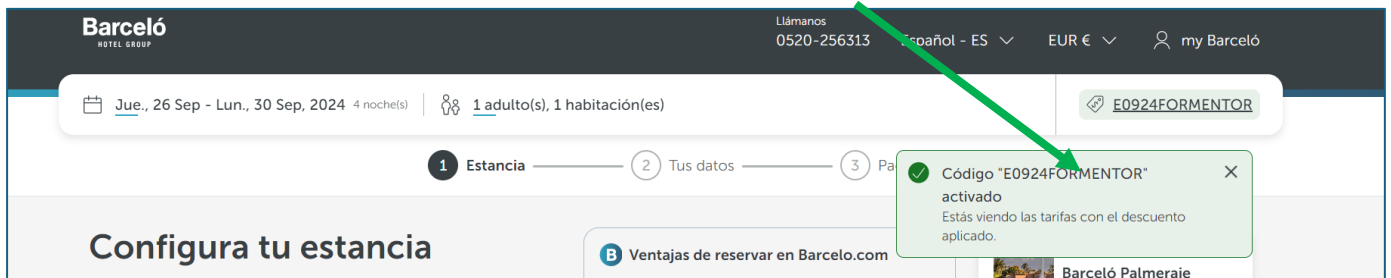 Barceló
HOTEL GROUP
Llámanos
0520-256313
Español - ES
EUR €
my Barceló
Jue., 26 Sep - Lun., 30 Sep, 2024 4 noche(s)
1 adulto(s), 1 habitación(es)
E0924FORMENTOR
1 Estancia
2 Tus datos
3 Pa
Código "E0924FORMENTOR"
activado
Estás viendo las tarifas con el descuento
aplicado.
Configura tu estancia
B Ventajas de reservar en Barcelo.com
Barceló Palmeraie